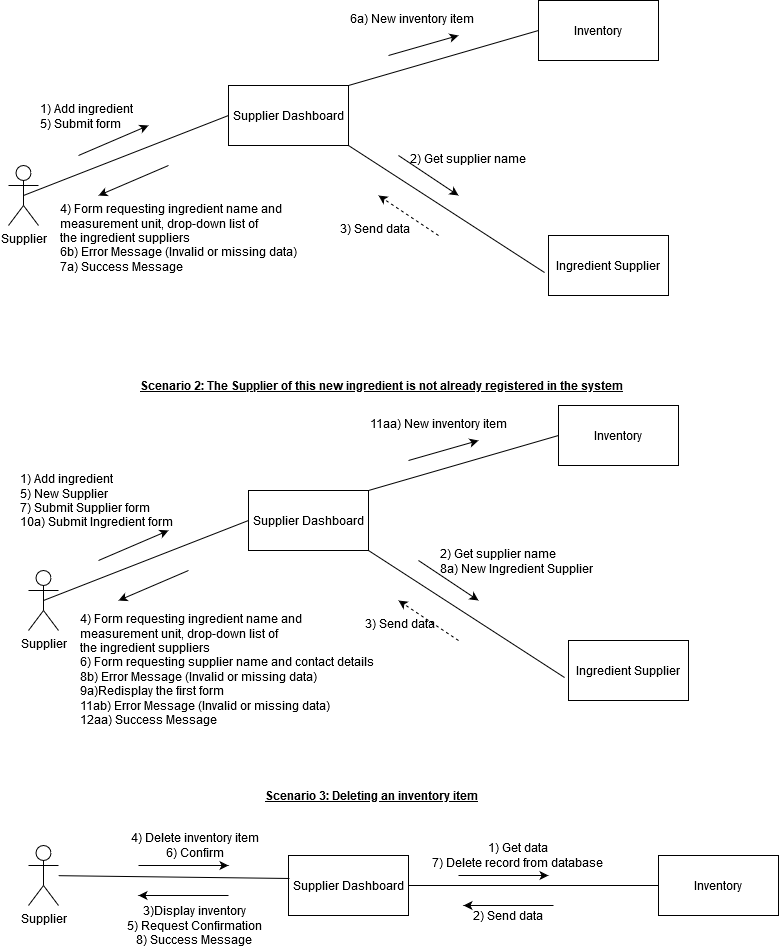 6a) New inventory item
Inventory
1) Add ingredient
5) Submit form
Supplier Dashboard
2) Get supplier name
4) Form requesting ingredient name and
measurement unit, drop-down list of
the ingredient suppliers
6b) Error Message (Invalid or missing data)
7a) Success Message
3) Send data
Supplier
Ingredient Supplier
Scenario 2: The Supplier of this new ingredient is not already registered in the system
11aa) New inventory item
Inventory
1) Add ingredient
5) New Supplier
7) Submit Supplier form
10a) Submit Ingredient form
Supplier Dashboard
2) Get supplier name
8a) New Ingredient Supplier
4) Form requesting ingredient name and
measurement unit, drop-down list of
the ingredient suppliers
6) Form requesting supplier name and contact details
8b) Error Message (Invalid or missing data)
9a)Redisplay the first form
11ab) Error Message (Invalid or missing data)
12aa) Success Message
3) Send data
Supplier
Ingredient Supplier
Scenario 3: Deleting an inventory item
4) Delete inventory item
6) Confirm
1) Get data
7) Delete record from database
Supplier Dashboard
Inventory
3)Display inventory
5) Request Confirmation
8) Success Message
2) Send data
Supplier